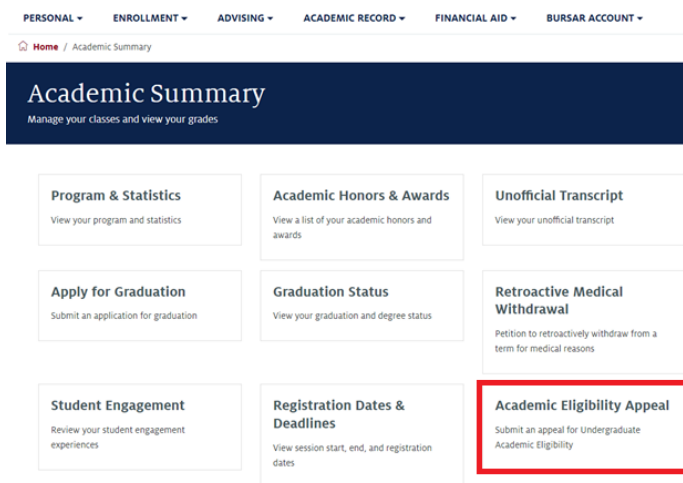 PERSONAL ENROLLMENT ADVISING ACADEMIC RECORD FINANCIAL AID BURSAR ACCOUNT
Home / Academic Summary
Academic Summary
Manage your classes and view your grades
Program & Statistics
View your program and statistics
Academic Honors & Awards
View a list of your academic honors and
awards
Unofficial Transcript
View your unofficial transcript
Apply for Graduation
Submit an application for graduation
Graduation Status
View your graduation and degree status
Retroactive Medical
Withdrawal
Petition to retroactively withdraw from a
term for medical reasons
Student Engagement
Review your student engagement
experiences
Registration Dates &
Deadlines
View session start, end, and registration
dates
Academic Eligibility Appeal
Submit an appeal for Undergraduate
Academic Eligibility